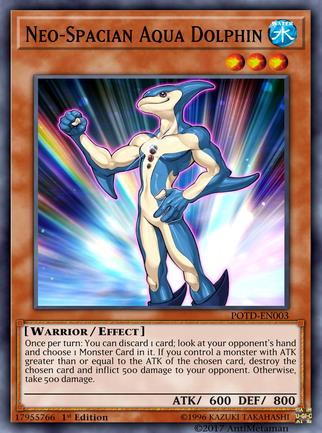 Neo-Spacian Aqua Dolphin
WATER
水
POTD-EN003
[Warrior / Effect]
Once per turn: You can discard 1 card; look at your opponent's hand
and choose 1 Monster Card in it. If you control a monster with ATK
greater than or equal to the ATK of the chosen card, destroy the
chosen card and inflict 500 damage to your opponent. Otherwise,
take 500 damage.
ATK/ 600 DEF/ 800
17955766 1st Edition ©1996 KAZUKI TAKAHASHI
©2017 AntiMetaman